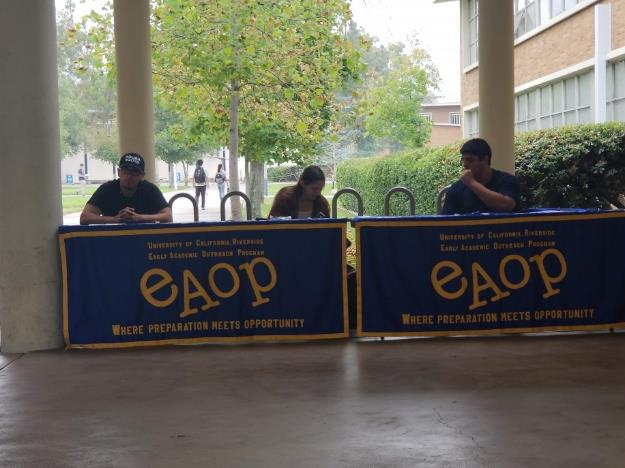 University of California, Riverside
Early Academic Outreach Program
eAop
Where preparation meets opportunity
University of California, Riverside
Early Academic Outreach Program
eAop
Where preparation meets opportunity